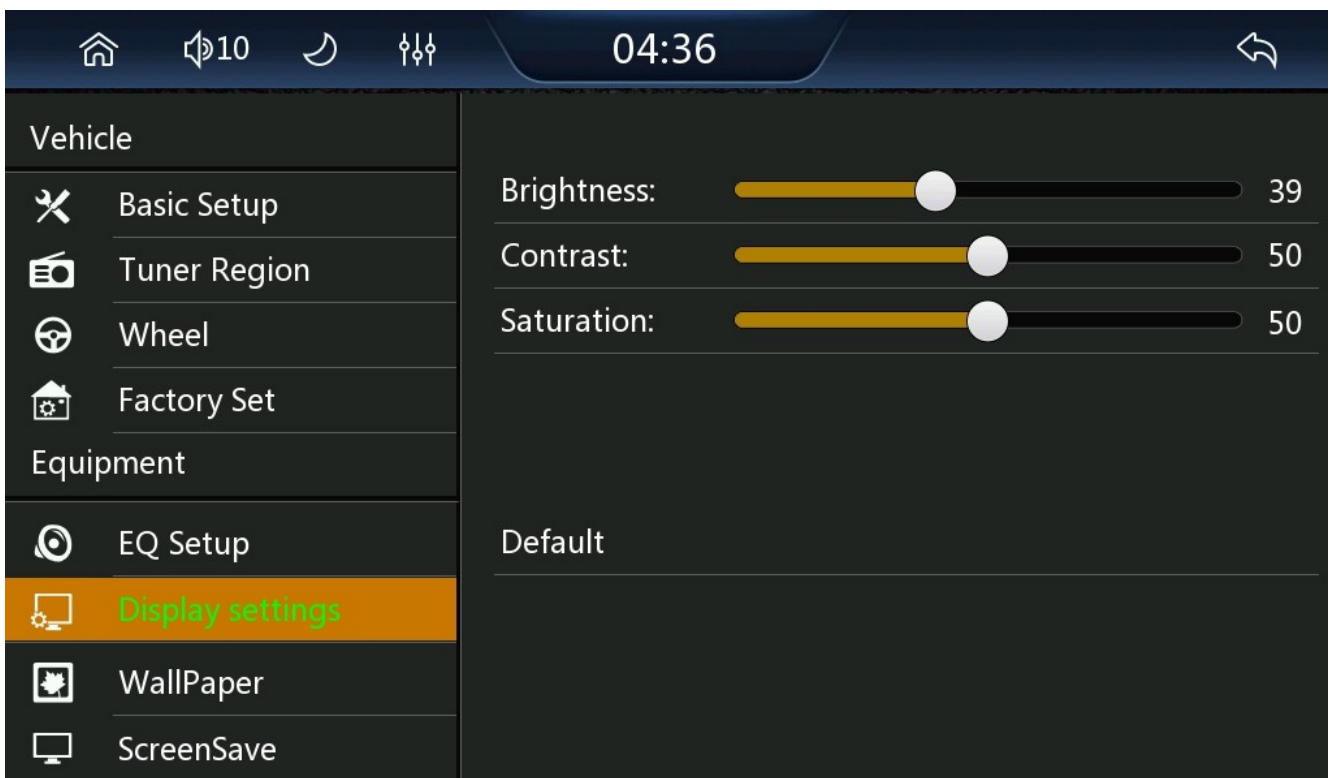 10
04:36
Vehicle
Basic Setup
Tuner Region
Wheel
Factory Set
Equipment
EQ Setup
Display settings
WallPaper
ScreenSave
Brightness: 39
Contrast: 50
Saturation: 50
Default